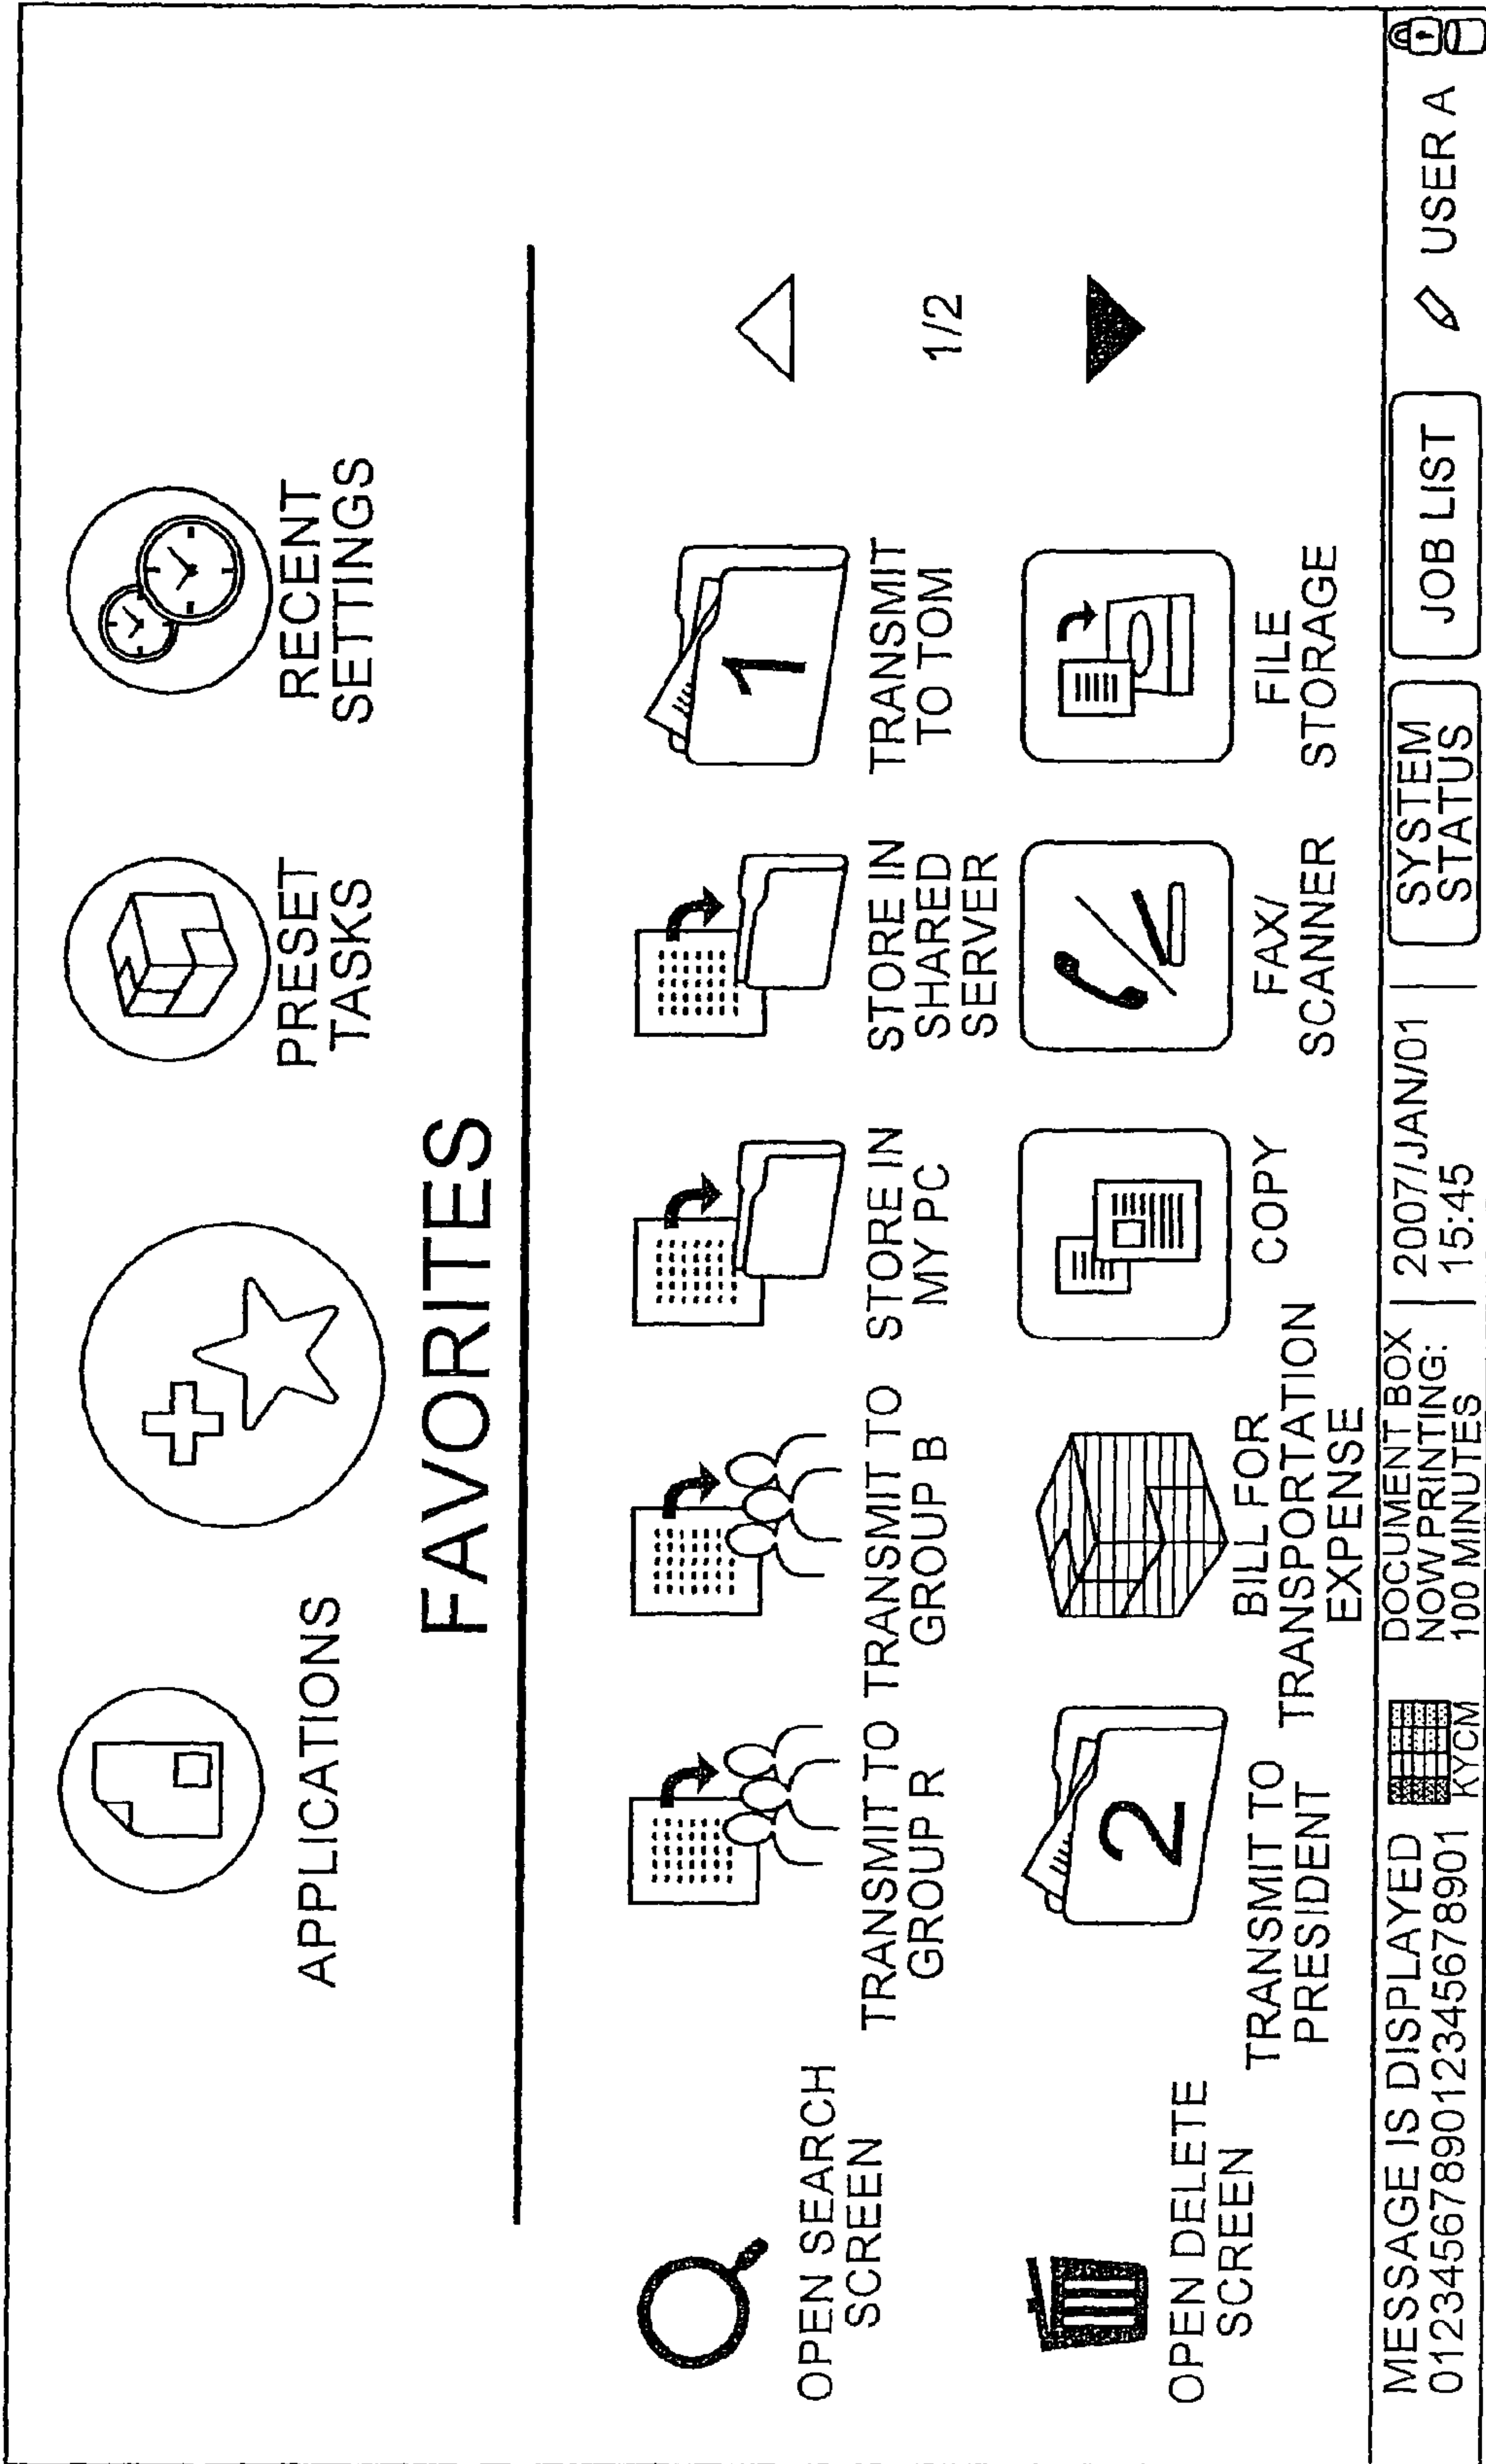 APPLICATIONS
FAVORITES
PRESET
TASKS
RECENT
SETTINGS
OPEN SEARCH
SCREEN
TRANSMIT TO
GROUP R
TRANSMIT TO
GROUP B
STORE IN
MY PC
STORE IN
SHARED
SERVER
1
TRANSMIT
TO TOM
1/2
OPEN DELETE
SCREEN
2
TRANSMIT TO
PRESIDENT
BILL FOR
TRANSPORTATION
EXPENSE
COPY
FAX/
SCANNER
FILE
STORAGE
MESSAGE IS DISPLAYED
0123456789012345678901
KYCM
DOCUMENT BOX
NOW PRINTING:
100 MINUTES
2007/JAN/01
15:45
SYSTEM
STATUS
JOB LIST
USER A